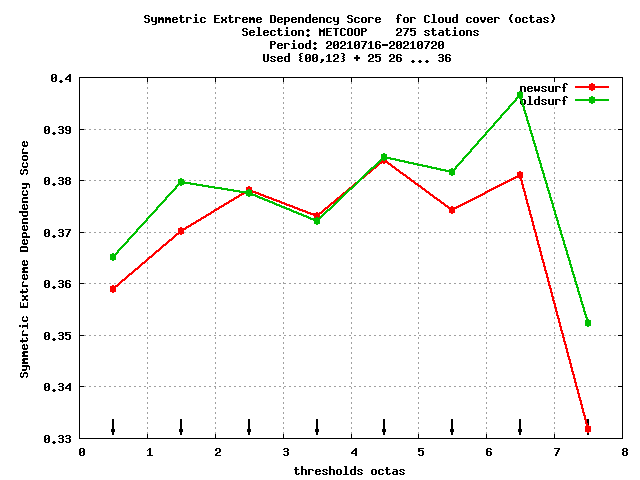 Symmetric Extreme Dependency Score  for Cloud cover (octas)
Selection: METCOOP    275 stations
Period: 20210716-20210720
Used {00,12} + 25 26 ... 36
newsurf
oldsurf
Symmetric Extreme Dependency Score
0.4
0.39
0.38
0.37
0.36
0.35
0.34
0.33
0 1 2 3 4 5 6 7 8
thresholds octas